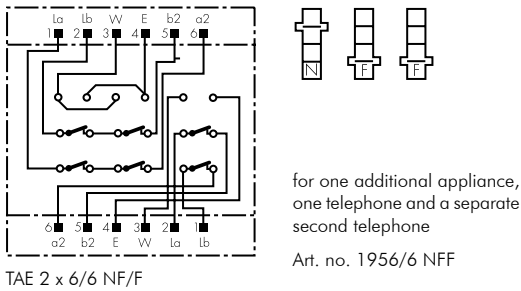 La Lb W E b2 a2
1 2 3 4 5 6
N F F
for one additional appliance,
one telephone and a separate
second telephone
Art. no. 1956/6 NFF
6 5 4 3 2 1
a2 b2 E W La Lb
TAE 2 x 6/6 NF/F